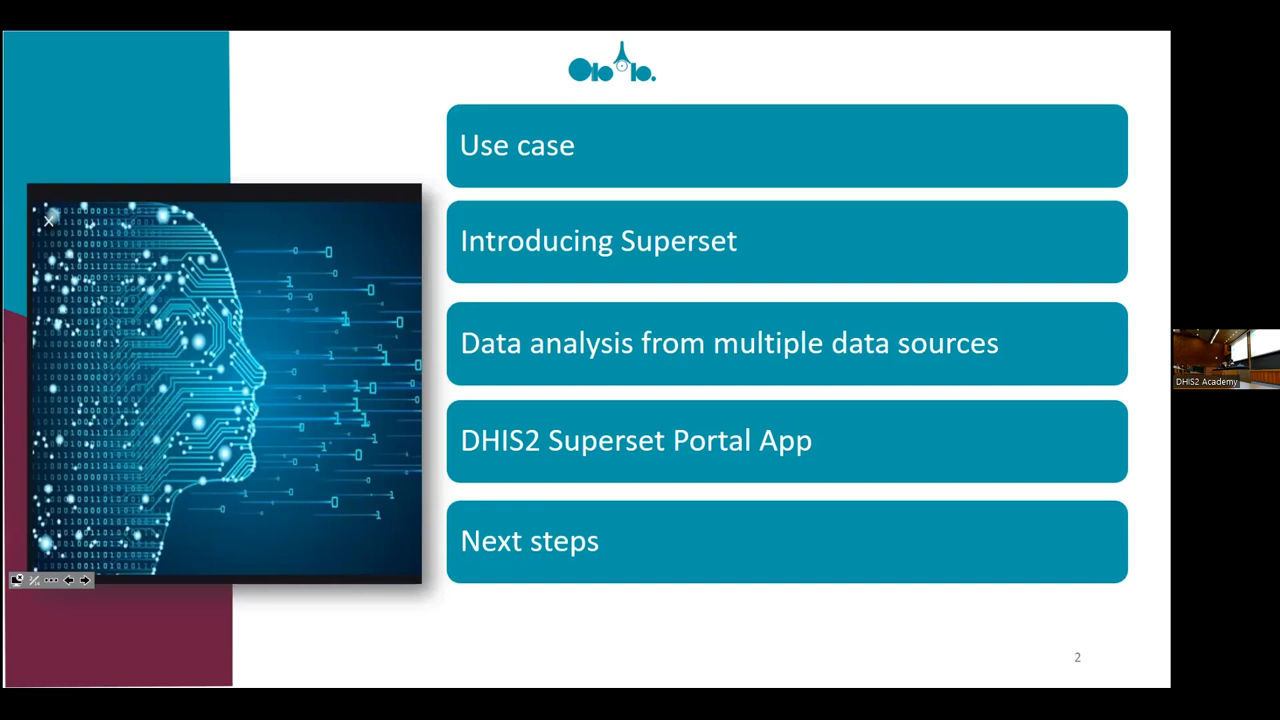 Use case
Introducing Superset
Data analysis from multiple data sources
DHIS2 Superset Portal App
Next steps
DHIS2 Academy
2